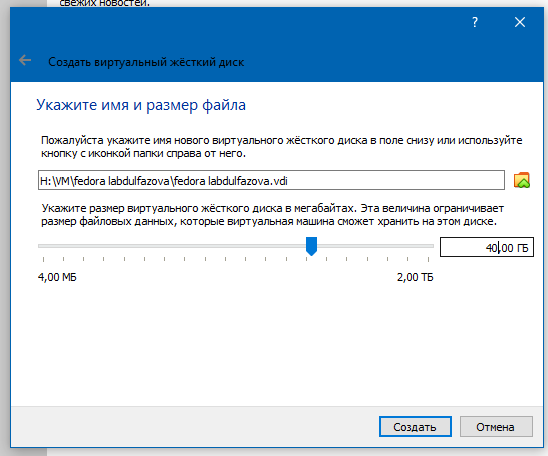 свежих новостей.
?
Создать виртуальный жёсткий диск
Укажите имя и размер файла
Пожалуйста укажите имя нового виртуального жёсткого диска в поле снизу или используйте
кнопку с иконкой папки справа от него.
H:\VM\fedora labdulfazova\fedora labdulfazova.vdi
Укажите размер виртуального жёсткого диска в мегабайтах. Эта величина ограничивает
размер файловых данных, которые виртуальная машина сможет хранить на этом диске.
40,00 ГБ
4,00 МБ
2,00 ТБ
Создать
Отмена